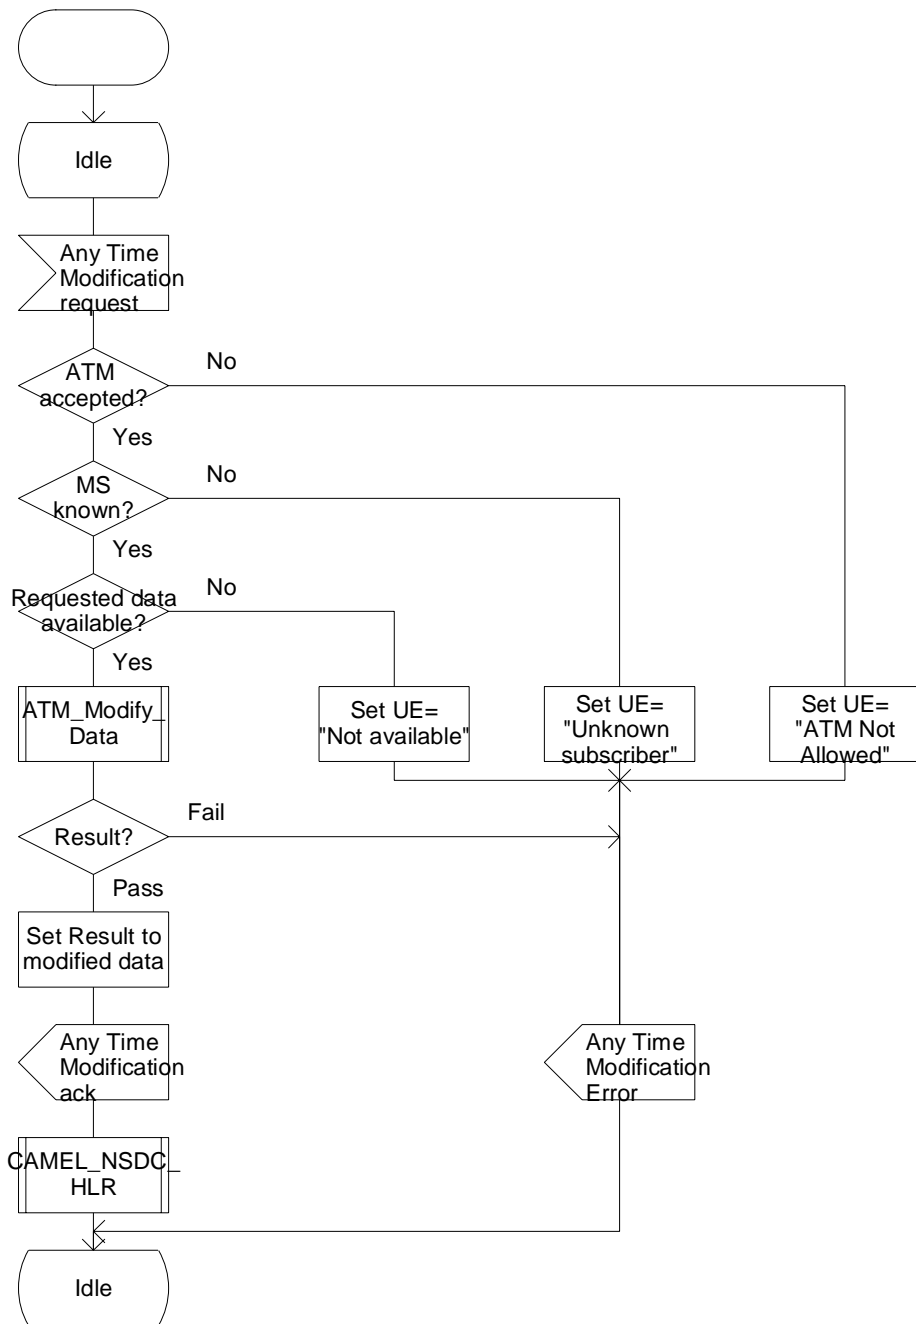 Idle
Any Time
Modification
request
ATM
accepted?
No
Yes
MS
known?
No
Yes
Requested data
available?
No
Yes
ATM_Modify_
Data
Set UE=
"Not available"
Set UE=
"Unknown
subscriber"
Set UE=
"ATM Not
Allowed"
Result?
Fail
Pass
Set Result to
modified data
Any Time
Modification
ack
Any Time
Modification
Error
CAMEL_NSDC_
HLR
Idle